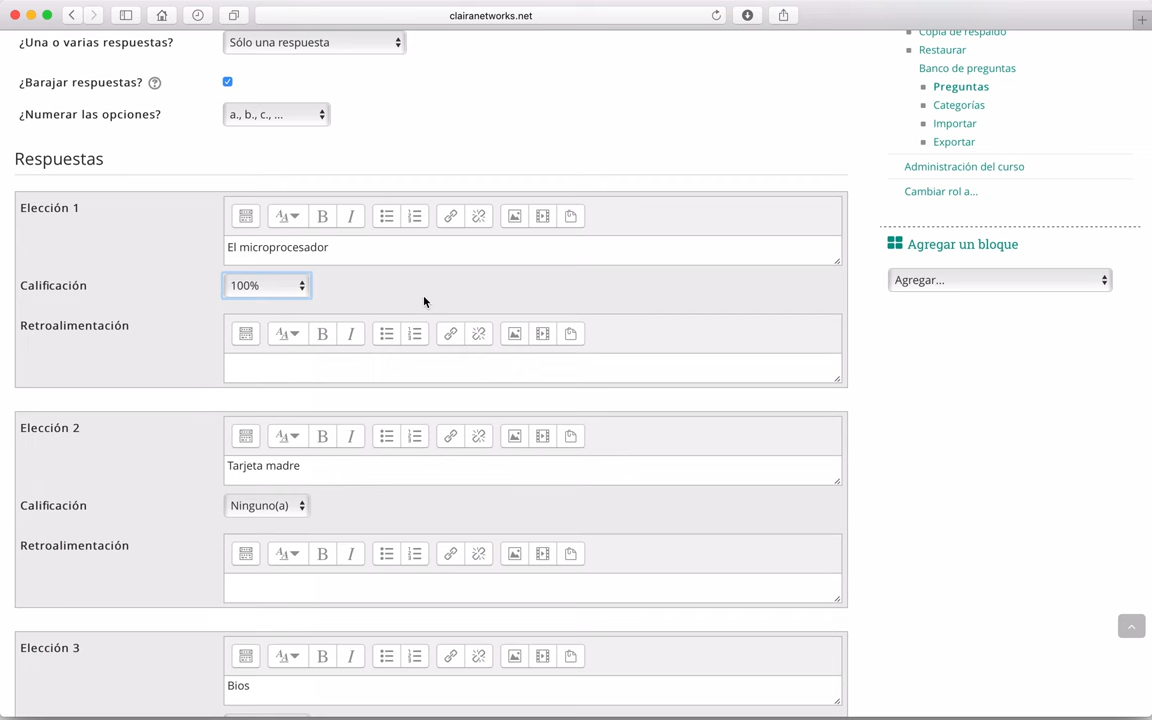 clairanetworks.net
¿Una o varias respuestas?
Sólo una respuesta
¿Barajar respuestas?
¿Numerar las opciones?
a., b., c., ...
Respuestas
Elección 1
El microprocesador
Calificación
100%
Retroalimentación
Elección 2
Tarjeta madre
Calificación
Ninguno(a)
Retroalimentación
Elección 3
Bios
Copia de respaldo
Restaurar
Banco de preguntas
Preguntas
Categorías
Importar
Exportar
Administración del curso
Cambiar rol a...
Agregar un bloque
Agregar...